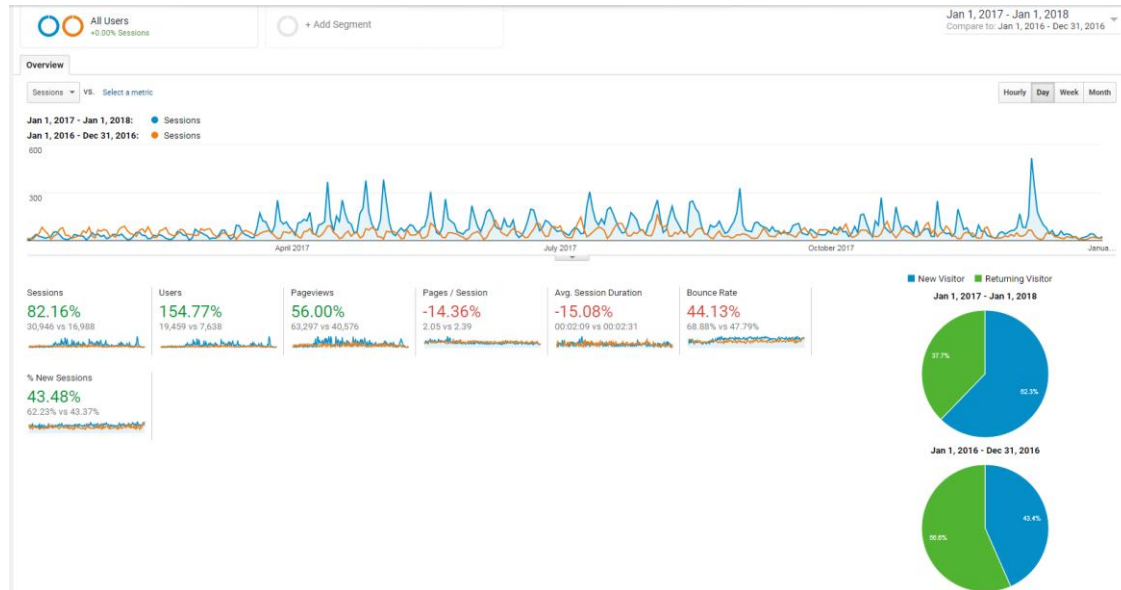 All Users
+0.00% Sessions
+ Add Segment
Jan 1, 2017 - Jan 1, 2018
Compare to: Jan 1, 2016 - Dec 31, 2016
Overview
Sessions VS. Select a metric
Hourly Day Week Month
Jan 1, 2017 - Jan 1, 2018: Sessions
Jan 1, 2016 - Dec 31, 2016: Sessions
600
300
April 2017 July 2017 October 2017 Janua...
New Visitor Returning Visitor
Sessions
82.16%
30,946 vs 16,988
Users
154.77%
19,459 vs 7,638
Pageviews
56.00%
63,297 vs 40,576
Pages / Session
-14.36%
2.05 vs 2.39
Avg. Session Duration
-15.08%
00:02:09 vs 00:02:31
Bounce Rate
44.13%
68.88% vs 47.79%
% New Sessions
43.48%
62.23% vs 43.37%
Jan 1, 2017 - Jan 1, 2018
37.7%
62.3%
Jan 1, 2016 - Dec 31, 2016
43.4%
56.6%